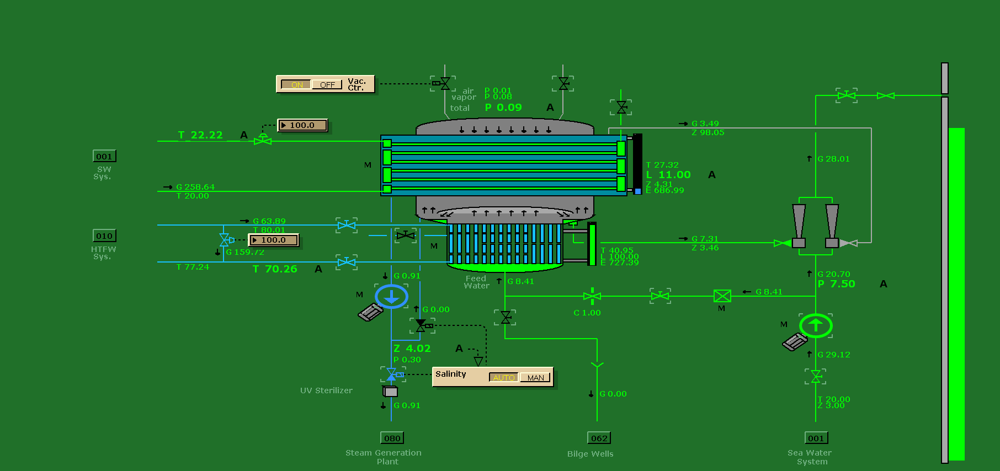 ON OFF Vac. Ctr.
air P 0.01
vapor P 0.08
total P 0.09 A
100.0
T 22.22 A
G 3.49
Z 98.05
001
SW
Sys.
M
G 28.01
T 27.32
L 11.00 A
Z 4.31
E 686.99
G 258.64
T 20.00
G 63.89
T 80.01
010
HTFW
Sys.
100.0
G 159.72
M
G 7.31
Z 3.46
T 40.95
L 100.00
E 727.39
T 77.24
T 70.26 A
G 0.91
Feed
Water
G 8.41
G 20.70
P 7.50 A
G 8.41
M
M
G 0.00
C 1.00
M
Z 4.02
P 0.30
A
G 29.12
Salinity AUTO MAN
UV Sterilizer
G 0.91
G 0.00
T 20.00
Z 3.00
080
Steam Generation
Plant
062
Bilge Wells
001
Sea Water
System